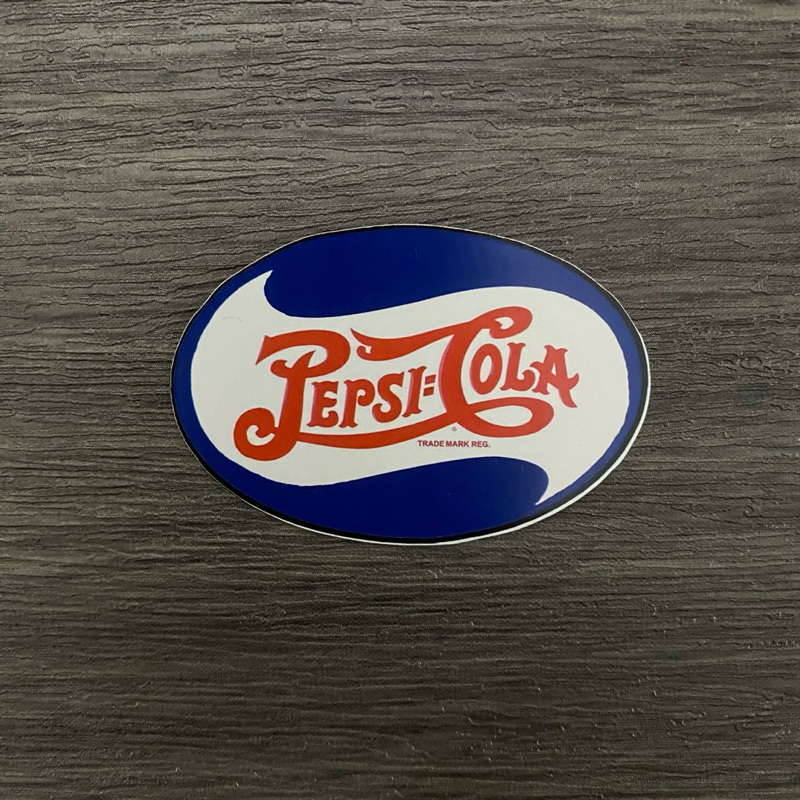 PEPSI=COLA
®
TRADE MARK REG.